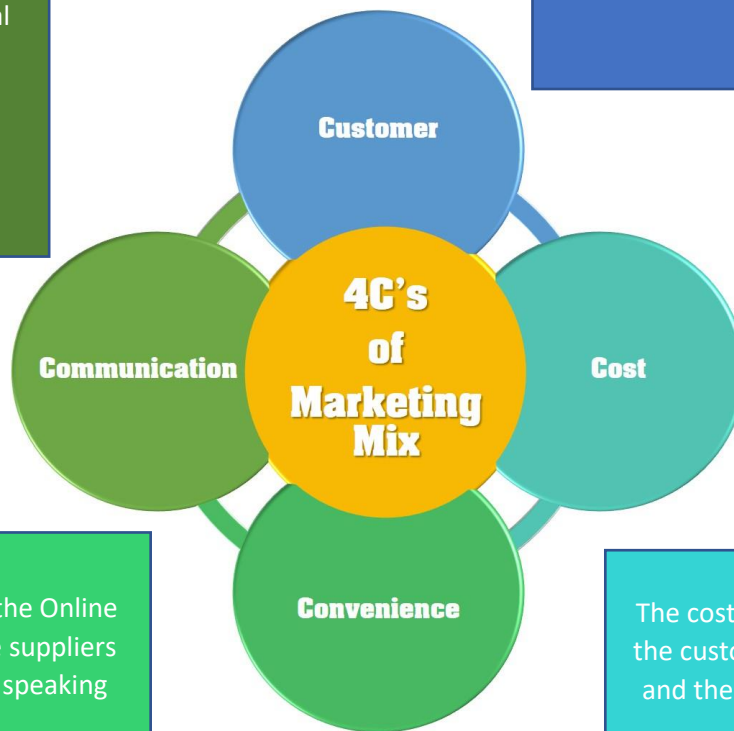 Customer
4C's
of
Marketing
Mix
Communication
Cost
Convenience
the Online
suppliers
speaking
The cost
the custo
and the